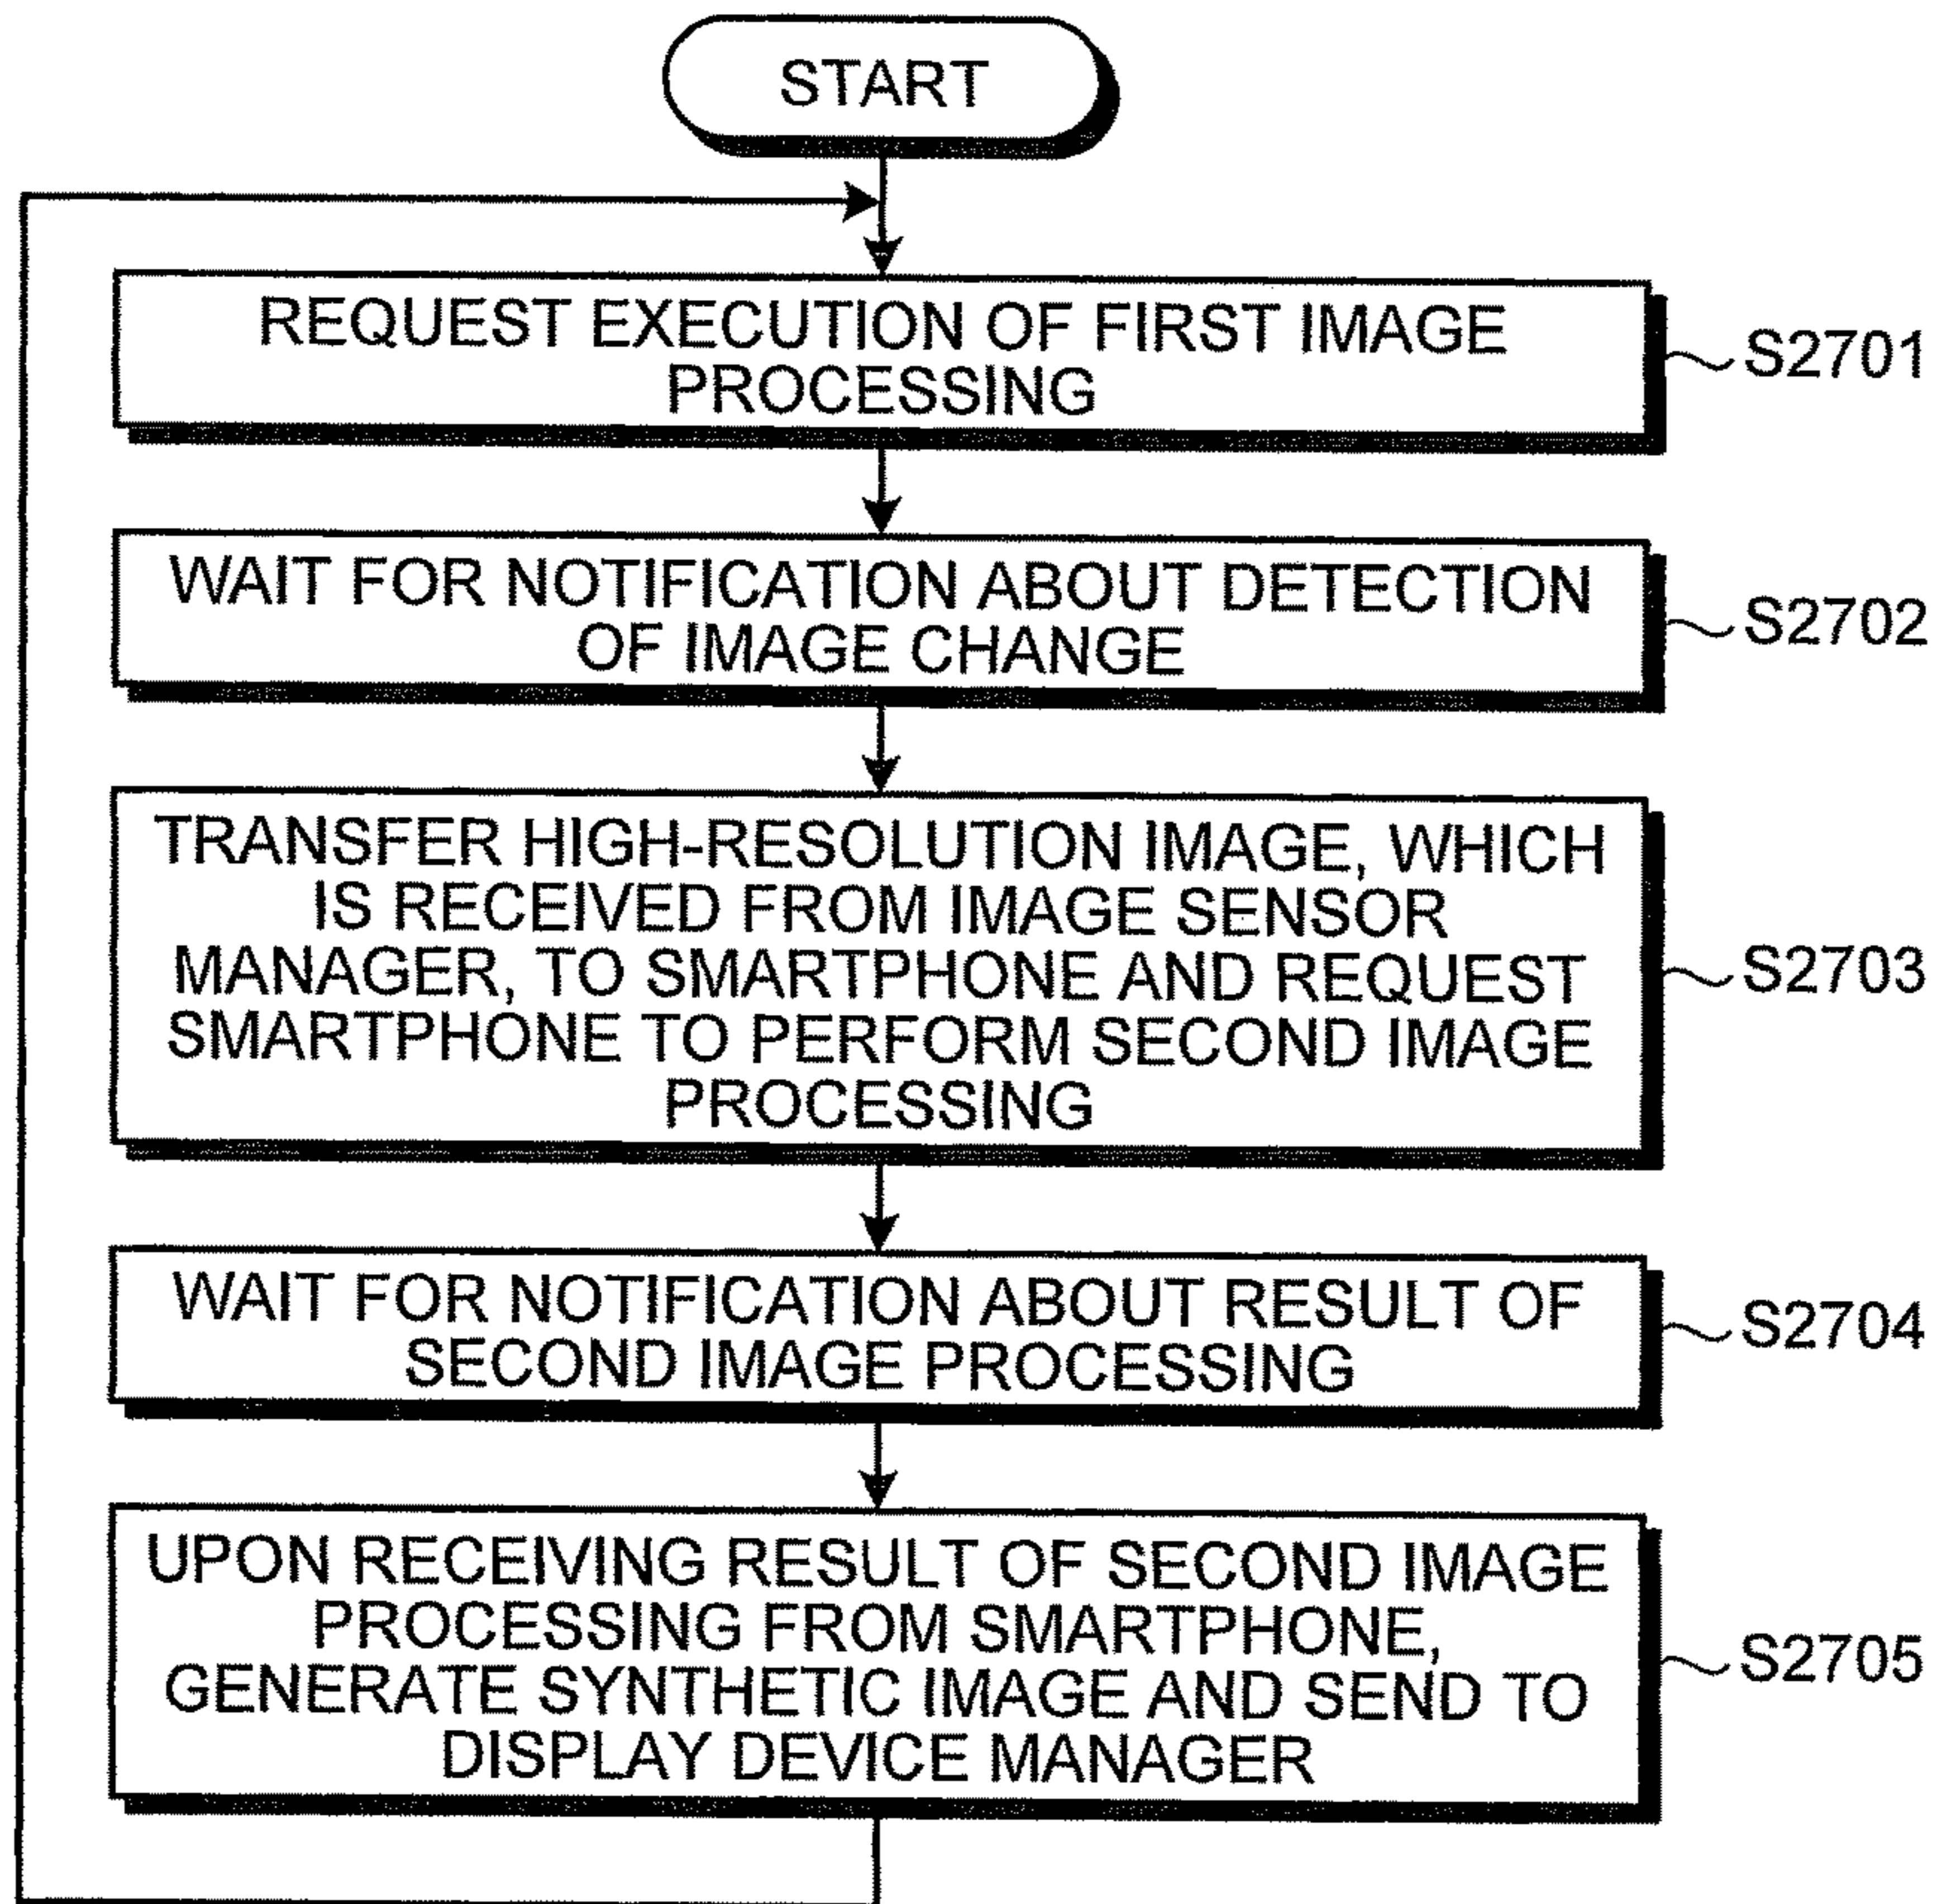 START
REQUEST EXECUTION OF FIRST IMAGE
PROCESSING
S2701
WAIT FOR NOTIFICATION ABOUT DETECTION
OF IMAGE CHANGE
S2702
TRANSFER HIGH-RESOLUTION IMAGE, WHICH
IS RECEIVED FROM IMAGE SENSOR
MANAGER, TO SMARTPHONE AND REQUEST
SMARTPHONE TO PERFORM SECOND IMAGE
PROCESSING
S2703
WAIT FOR NOTIFICATION ABOUT RESULT OF
SECOND IMAGE PROCESSING
S2704
UPON RECEIVING RESULT OF SECOND IMAGE
PROCESSING FROM SMARTPHONE,
GENERATE SYNTHETIC IMAGE AND SEND TO
DISPLAY DEVICE MANAGER
S2705